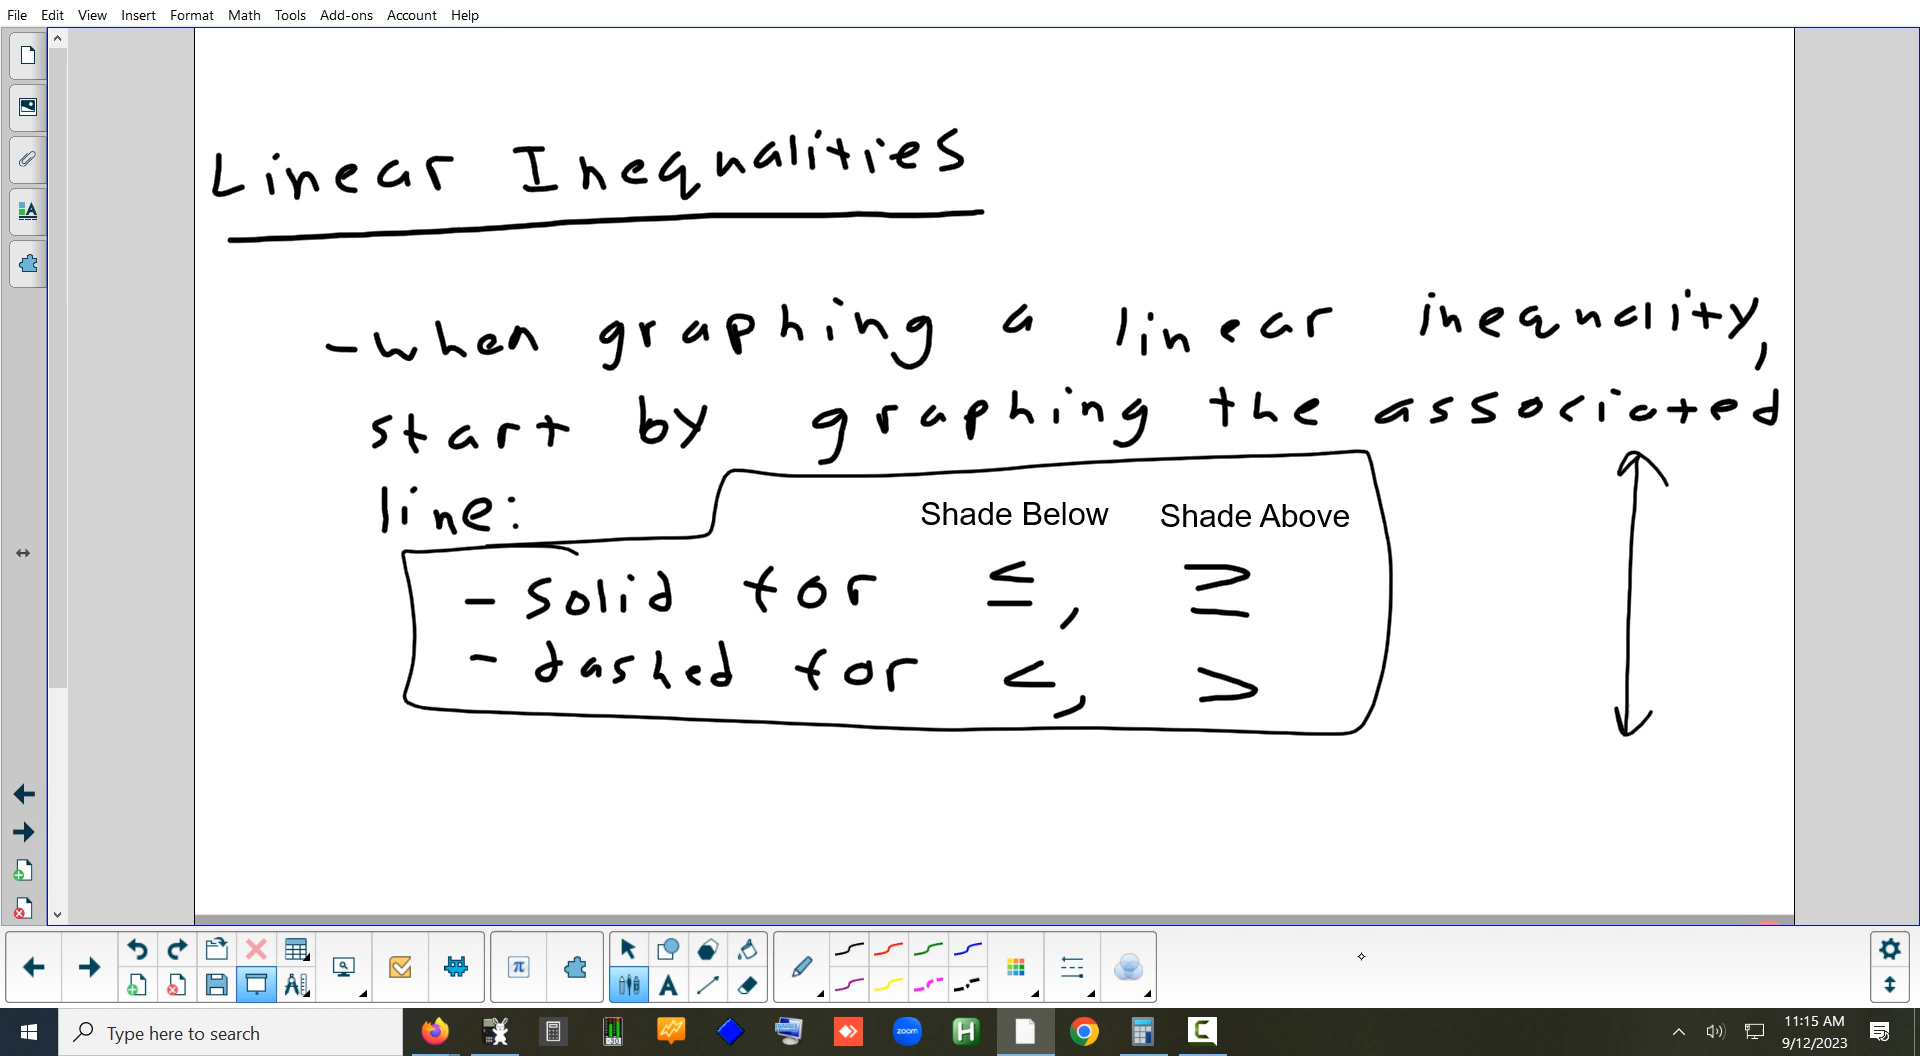 File Edit View Insert Format Math Tools Add-ons Account Help
Linear Inequalities
-when graphing a linear inequality,
start by graphing the associated
line:
Shade Below Shade Above
- solid for ≤, ≥
- dashed for <, >
Type here to search
zoom
11:15 AM
9/12/2023